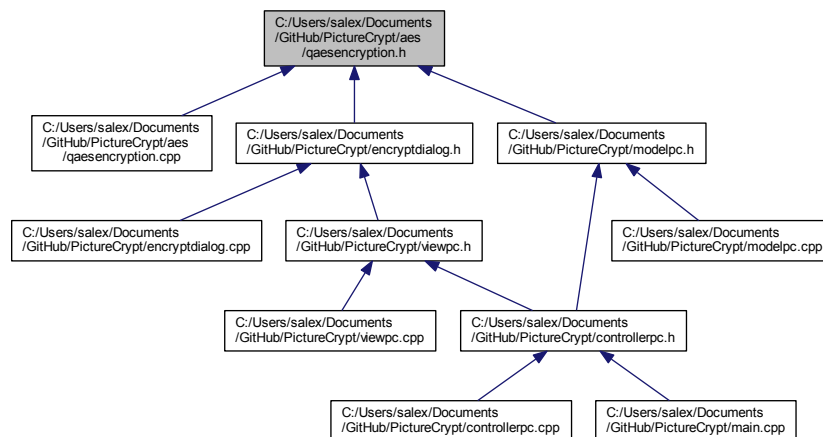 C:/Users/salex/Documents
/GitHub/PictureCrypt/aes
/qaesencryption.h
C:/Users/salex/Documents
/GitHub/PictureCrypt/aes
/qaesencryption.cpp
C:/Users/salex/Documents
/GitHub/PictureCrypt/encryptdialog.h
C:/Users/salex/Documents
/GitHub/PictureCrypt/modelpc.h
C:/Users/salex/Documents
/GitHub/PictureCrypt/encryptdialog.cpp
C:/Users/salex/Documents
/GitHub/PictureCrypt/viewpc.h
C:/Users/salex/Documents
/GitHub/PictureCrypt/modelpc.cpp
C:/Users/salex/Documents
/GitHub/PictureCrypt/viewpc.cpp
C:/Users/salex/Documents
/GitHub/PictureCrypt/controllerpc.h
C:/Users/salex/Documents
/GitHub/PictureCrypt/controllerpc.cpp
C:/Users/salex/Documents
/GitHub/PictureCrypt/main.cpp